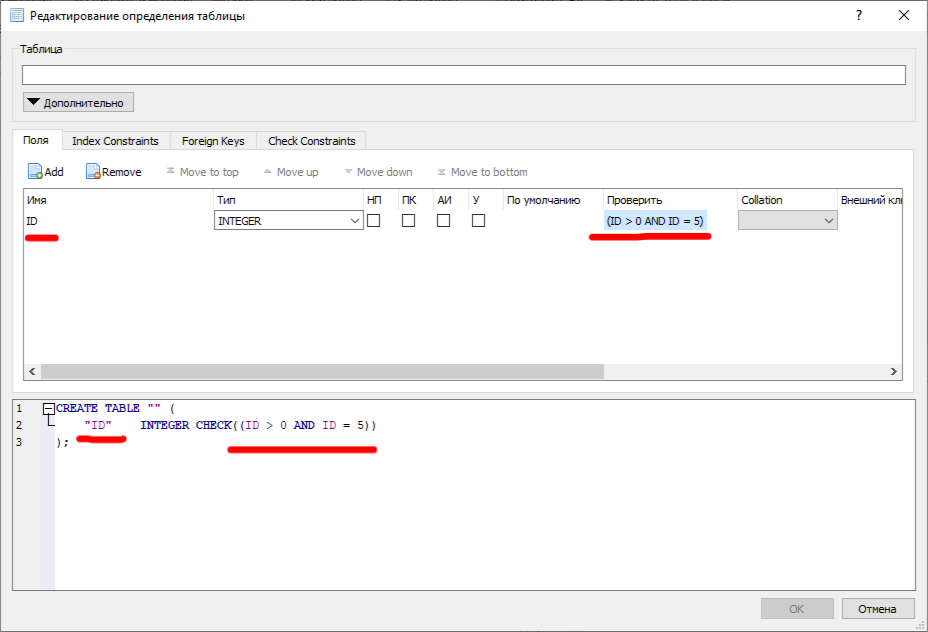 Редактирование определения таблицы ?
Таблица
Дополнительно
Поля Index Constraints Foreign Keys Check Constraints
Add Remove Move to top Move up Move down Move to bottom
Имя Тип НП ПК АИ У По умолчанию Проверить Collation Внешний клю
ID INTEGER (ID > 0 AND ID = 5)
1 CREATE TABLE "" (
2 "ID" INTEGER CHECK((ID > 0 AND ID = 5))
3 );
OK Отмена